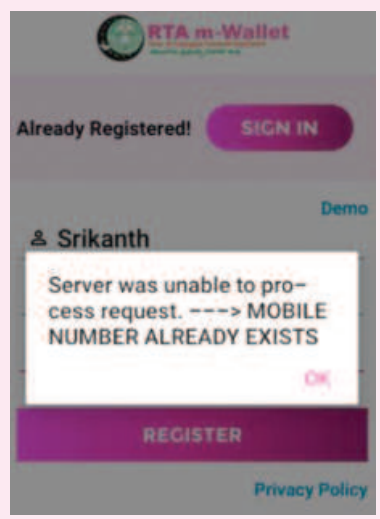 RTA m-Wallet
Already Registered!
SIGN IN
Demo
Srikanth
Server was unable to pro-
cess request. ---> MOBILE
NUMBER ALREADY EXISTS
OK
REGISTER
Privacy Policy